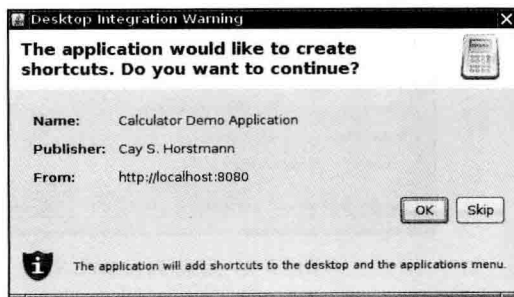 Desktop Integration Warning
The application would like to create
shortcuts. Do you want to continue?
Name: Calculator Demo Application
Publisher: Cay S. Horstmann
From: http://localhost:8080
OK Skip
The application will add shortcuts to the desktop and the applications menu.